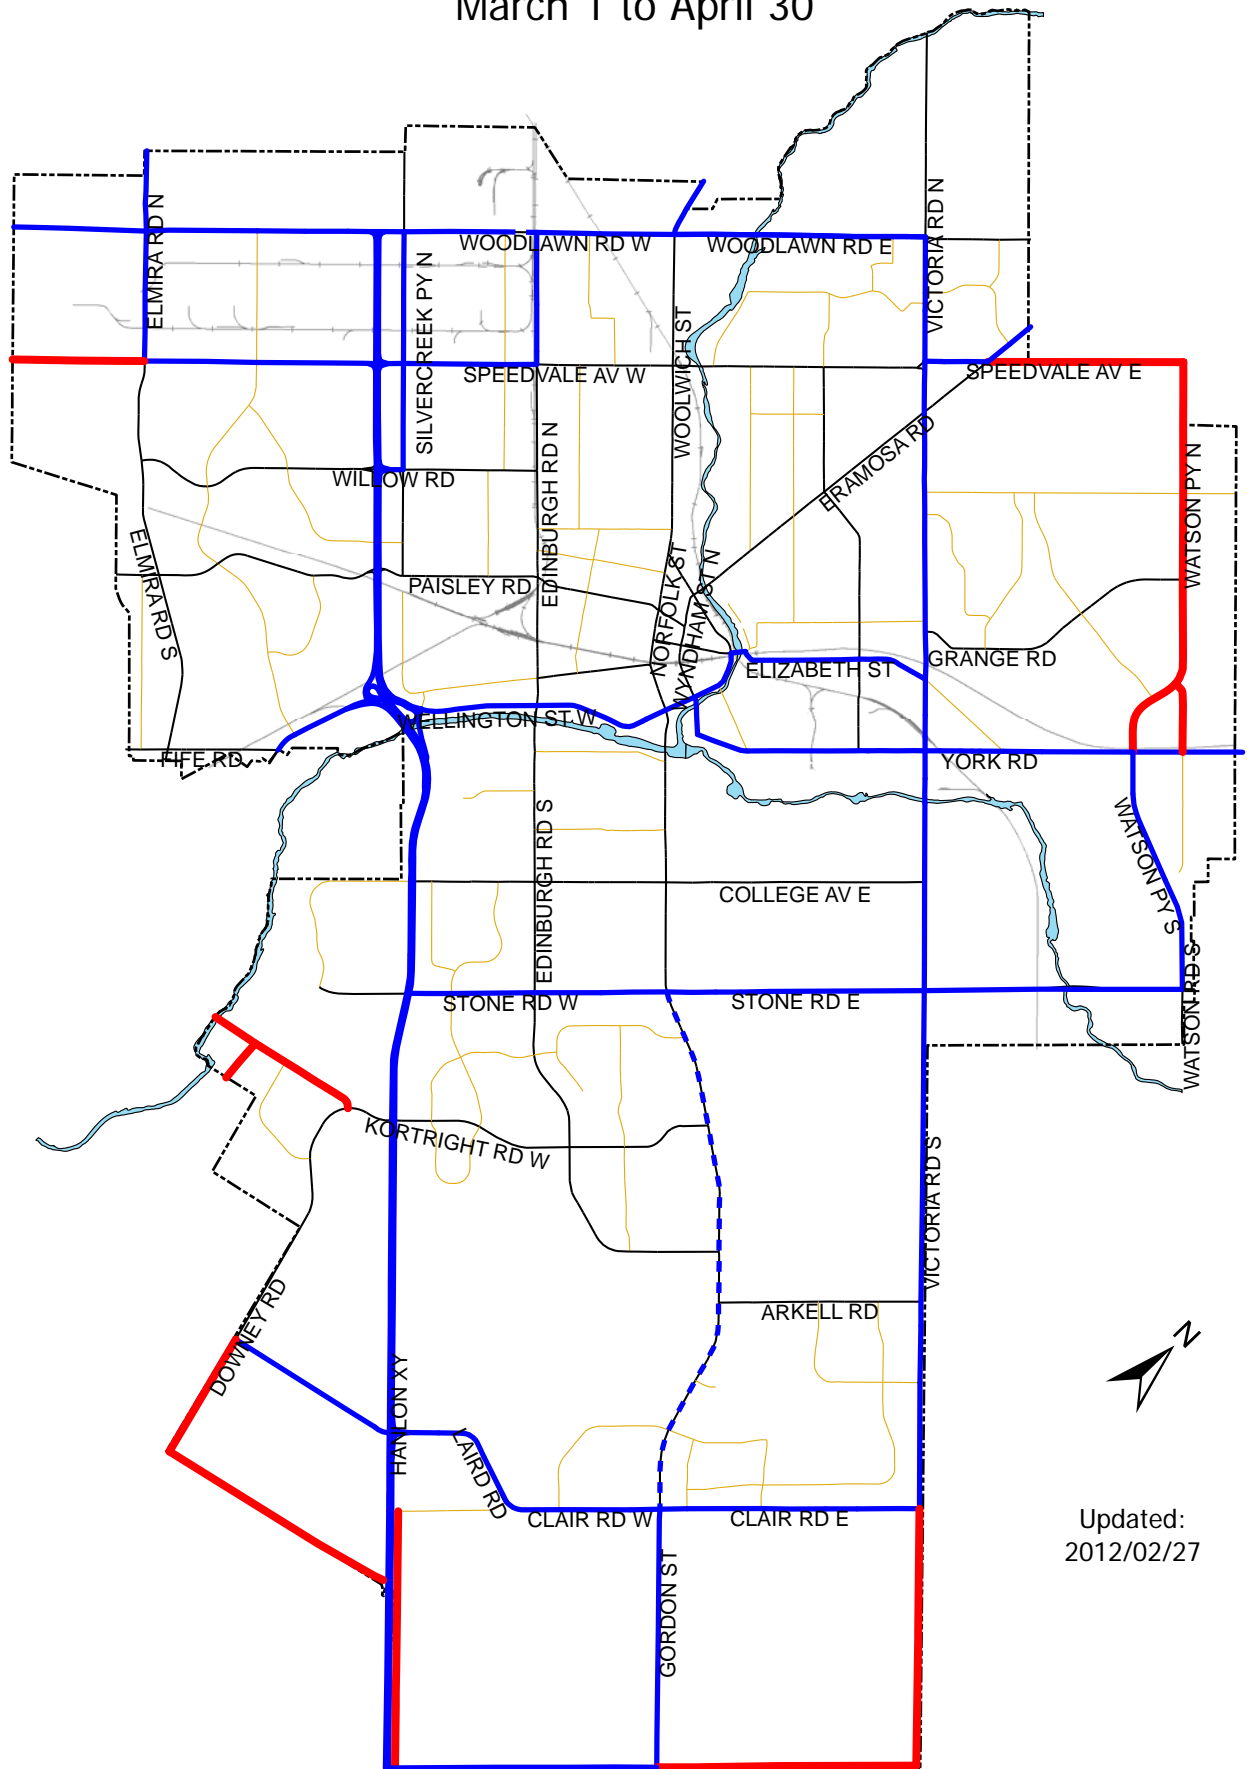 March 1 to April 30
ELMIRA RD N
WOODLAWN RD W
WOODLAWN RD E
VICTORIA RD N
SILVERCREEK PY N
WOOLWICH ST
SPEEDVALE AV W
SPEEDVALE AV E
EDINBURGH RD N
ERAMOSA RD
WILLOW RD
WATSON PY N
ELMIRA RD S
PAISLEY RD
NORFOLK ST
WYNDHAM ST N
GRANGE RD
ELIZABETH ST
WELLINGTON ST W
FIFE RD
YORK RD
EDINBURGH RD S
WATSON PY S
COLLEGE AV E
STONE RD W
STONE RD E
WATSON RD S
KORTRIGHT RD W
VICTORIA RD S
DOWNEY RD
ARKELL RD
N
HANLON XY
LAIRD RD
CLAIR RD W
CLAIR RD E
GORDON ST
Updated:
2012/02/27